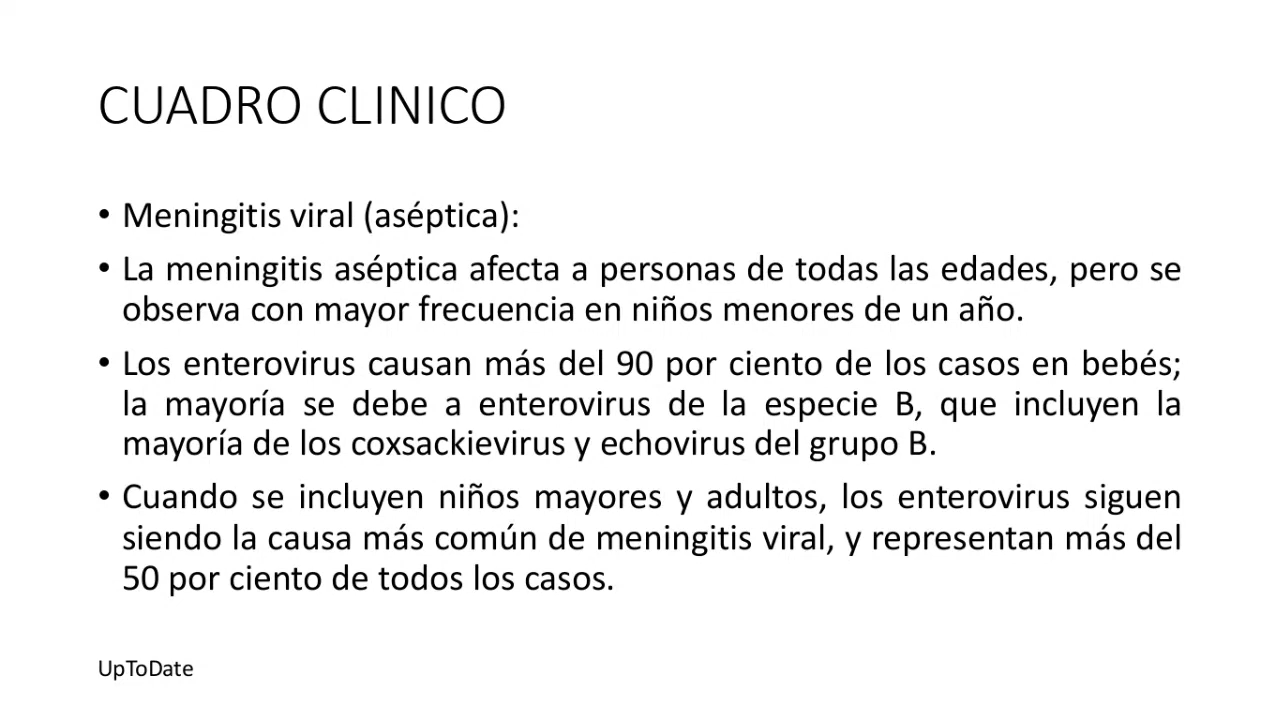 CUADRO CLINICO
• Meningitis viral (aséptica):
• La meningitis aséptica afecta a personas de todas las edades, pero se
observa con mayor frecuencia en niños menores de un año.
• Los enterovirus causan más del 90 por ciento de los casos en bebés;
la mayoría se debe a enterovirus de la especie B, que incluyen la
mayoría de los coxsackievirus y echovirus del grupo B.
• Cuando se incluyen niños mayores y adultos, los enterovirus siguen
siendo la causa más común de meningitis viral, y representan más del
50 por ciento de todos los casos.
UpToDate